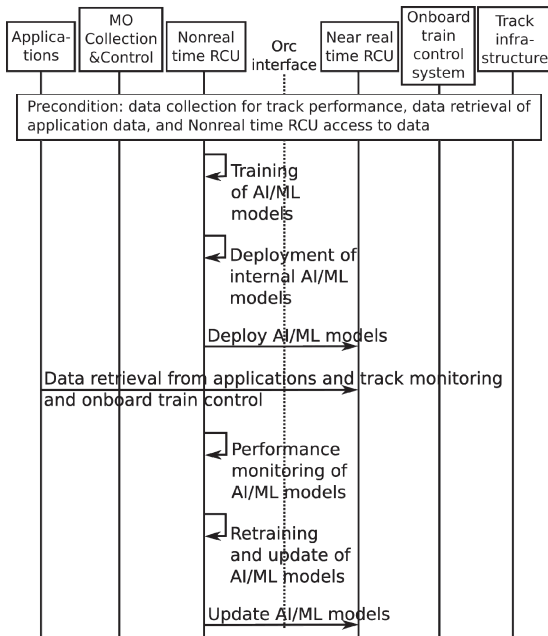 Applica-
tions
MO
Collection
&Control
Nonreal
time RCU
Orc
interface
Near real
time RCU
Onboard
train
control
system
Track
infra-
structure
Precondition: data collection for track performance, data retrieval of
application data, and Nonreal time RCU access to data
Training
of AI/ML
models
Deployment of
internal AI/ML
models
Deploy AI/ML models
Data retrieval from applications and track monitoring
and onboard train control
Performance
monitoring of
AI/ML models
Retraining
and update of
AI/ML models
Update AI/ML models